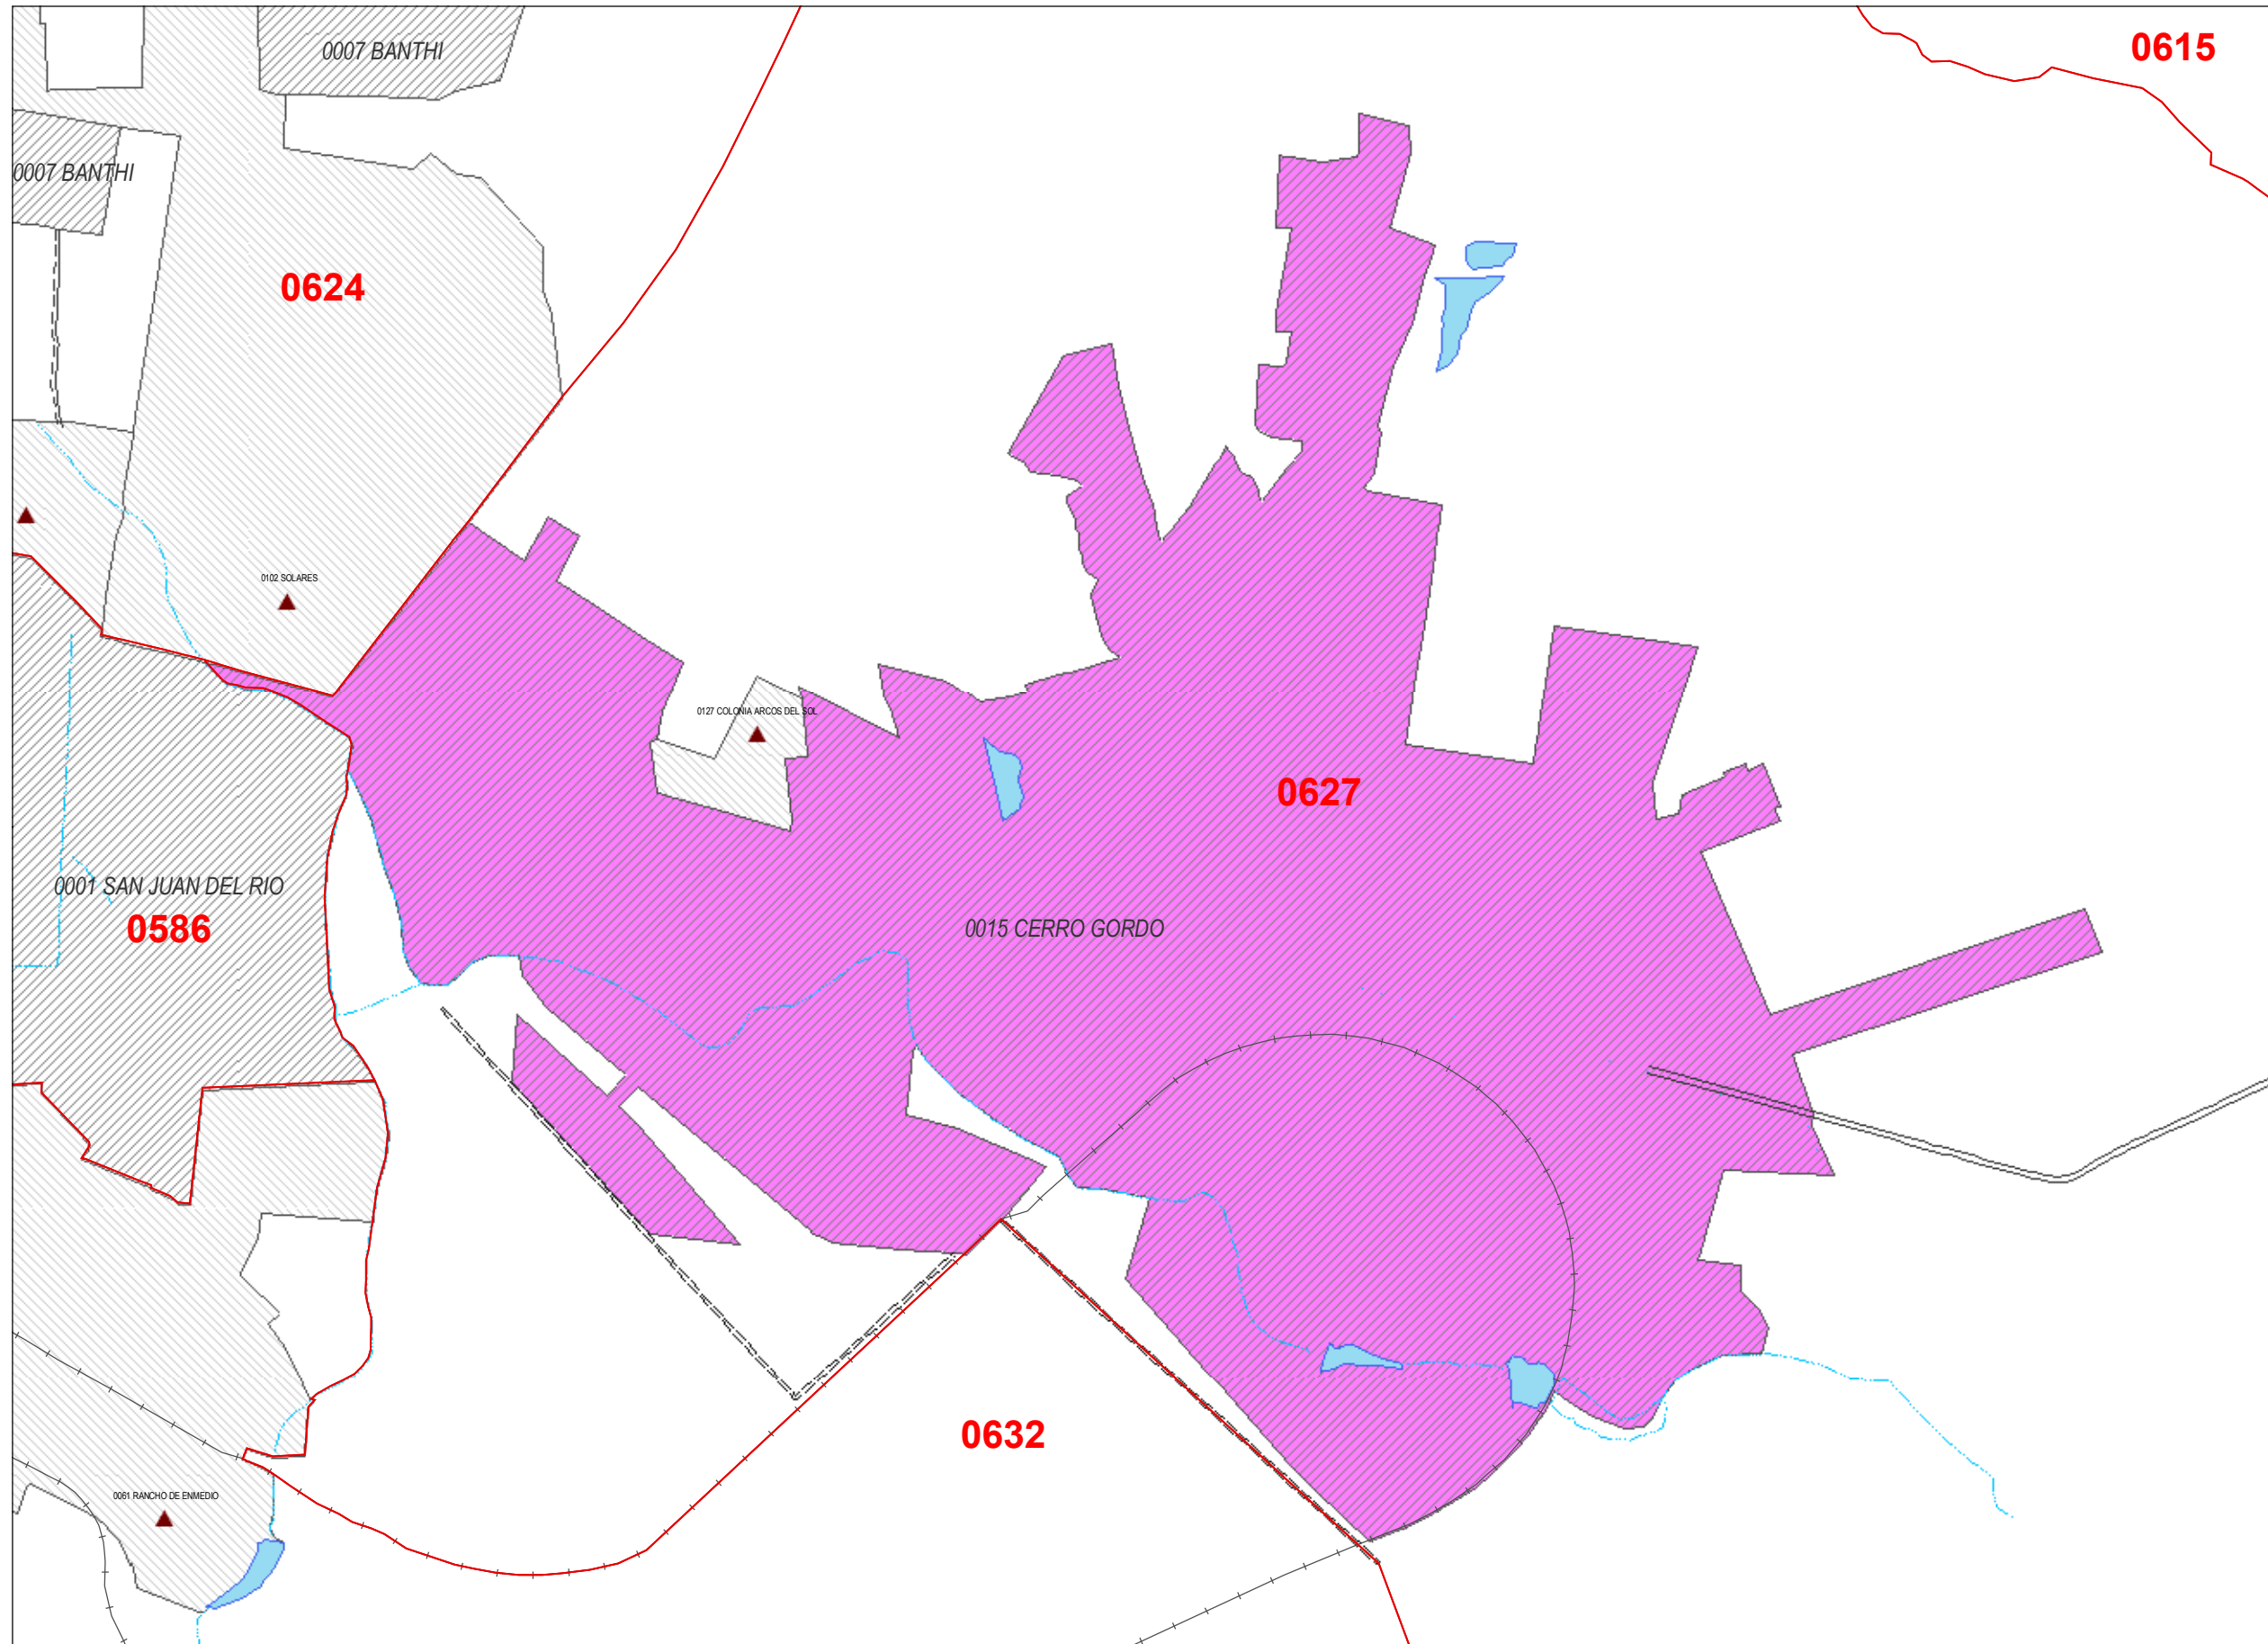 0615
0007 BANTHI
0007 BANTHI
0624
0102 SOLARES
0127 COLONIA ARCOS DEL SOL
0627
0001 SAN JUAN DEL RIO
0586
0015 CERRO GORDO
0632
0061 RANCHO DE ENMEDIO